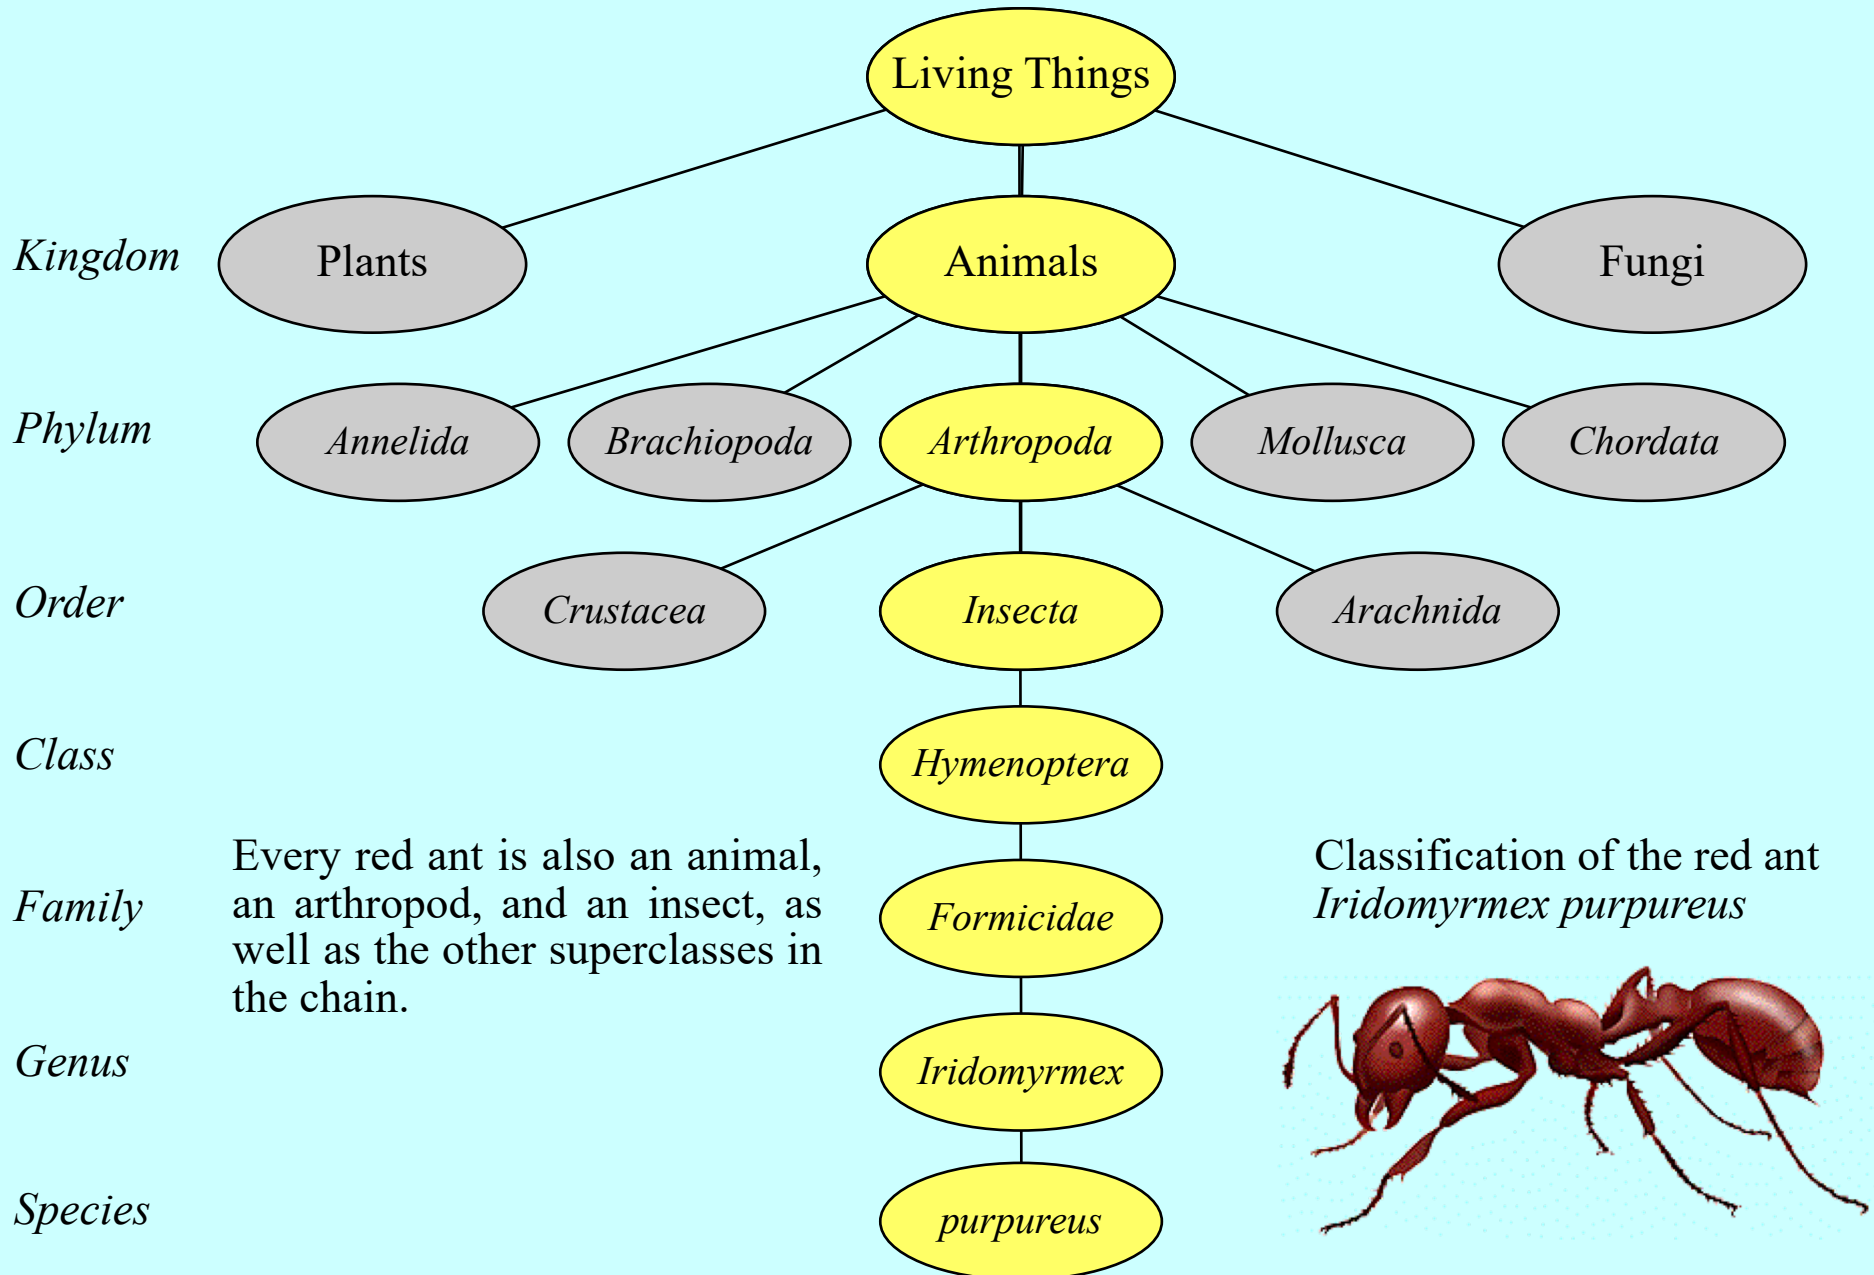 Living Things
Kingdom Plants Animals Fungi
Phylum Annelida Brachiopoda Arthropoda Mollusca Chordata
Order Crustacea Insecta Arachnida
Class Hymenoptera
Every red ant is also an animal,
an arthropod, and an insect, as
well as the other superclasses in
the chain.
Family Formicidae
Classification of the red ant
Iridomyrmex purpureus
Genus Iridomyrmex
Species purpureus